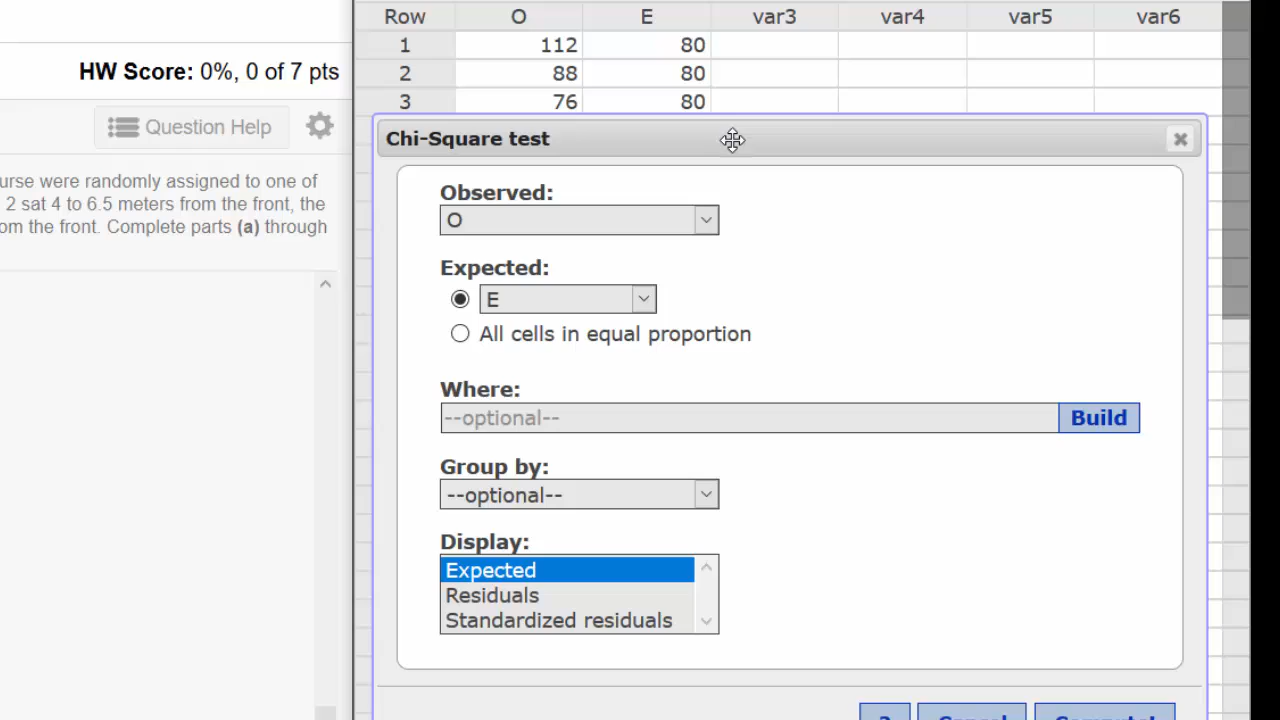 Row O E var3 var4 var5 var6
1 112 80
2 88 80
3 76 80
HW Score: 0%, 0 of 7 pts
Question Help
urse were randomly assigned to one of
2 sat 4 to 6.5 meters from the front, the
om the front. Complete parts (a) through
Chi-Square test
Observed:
O
Expected:
E
All cells in equal proportion
Where:
--optional--
Build
Group by:
--optional--
Display:
Expected
Residuals
Standardized residuals
? Cancel Compute!